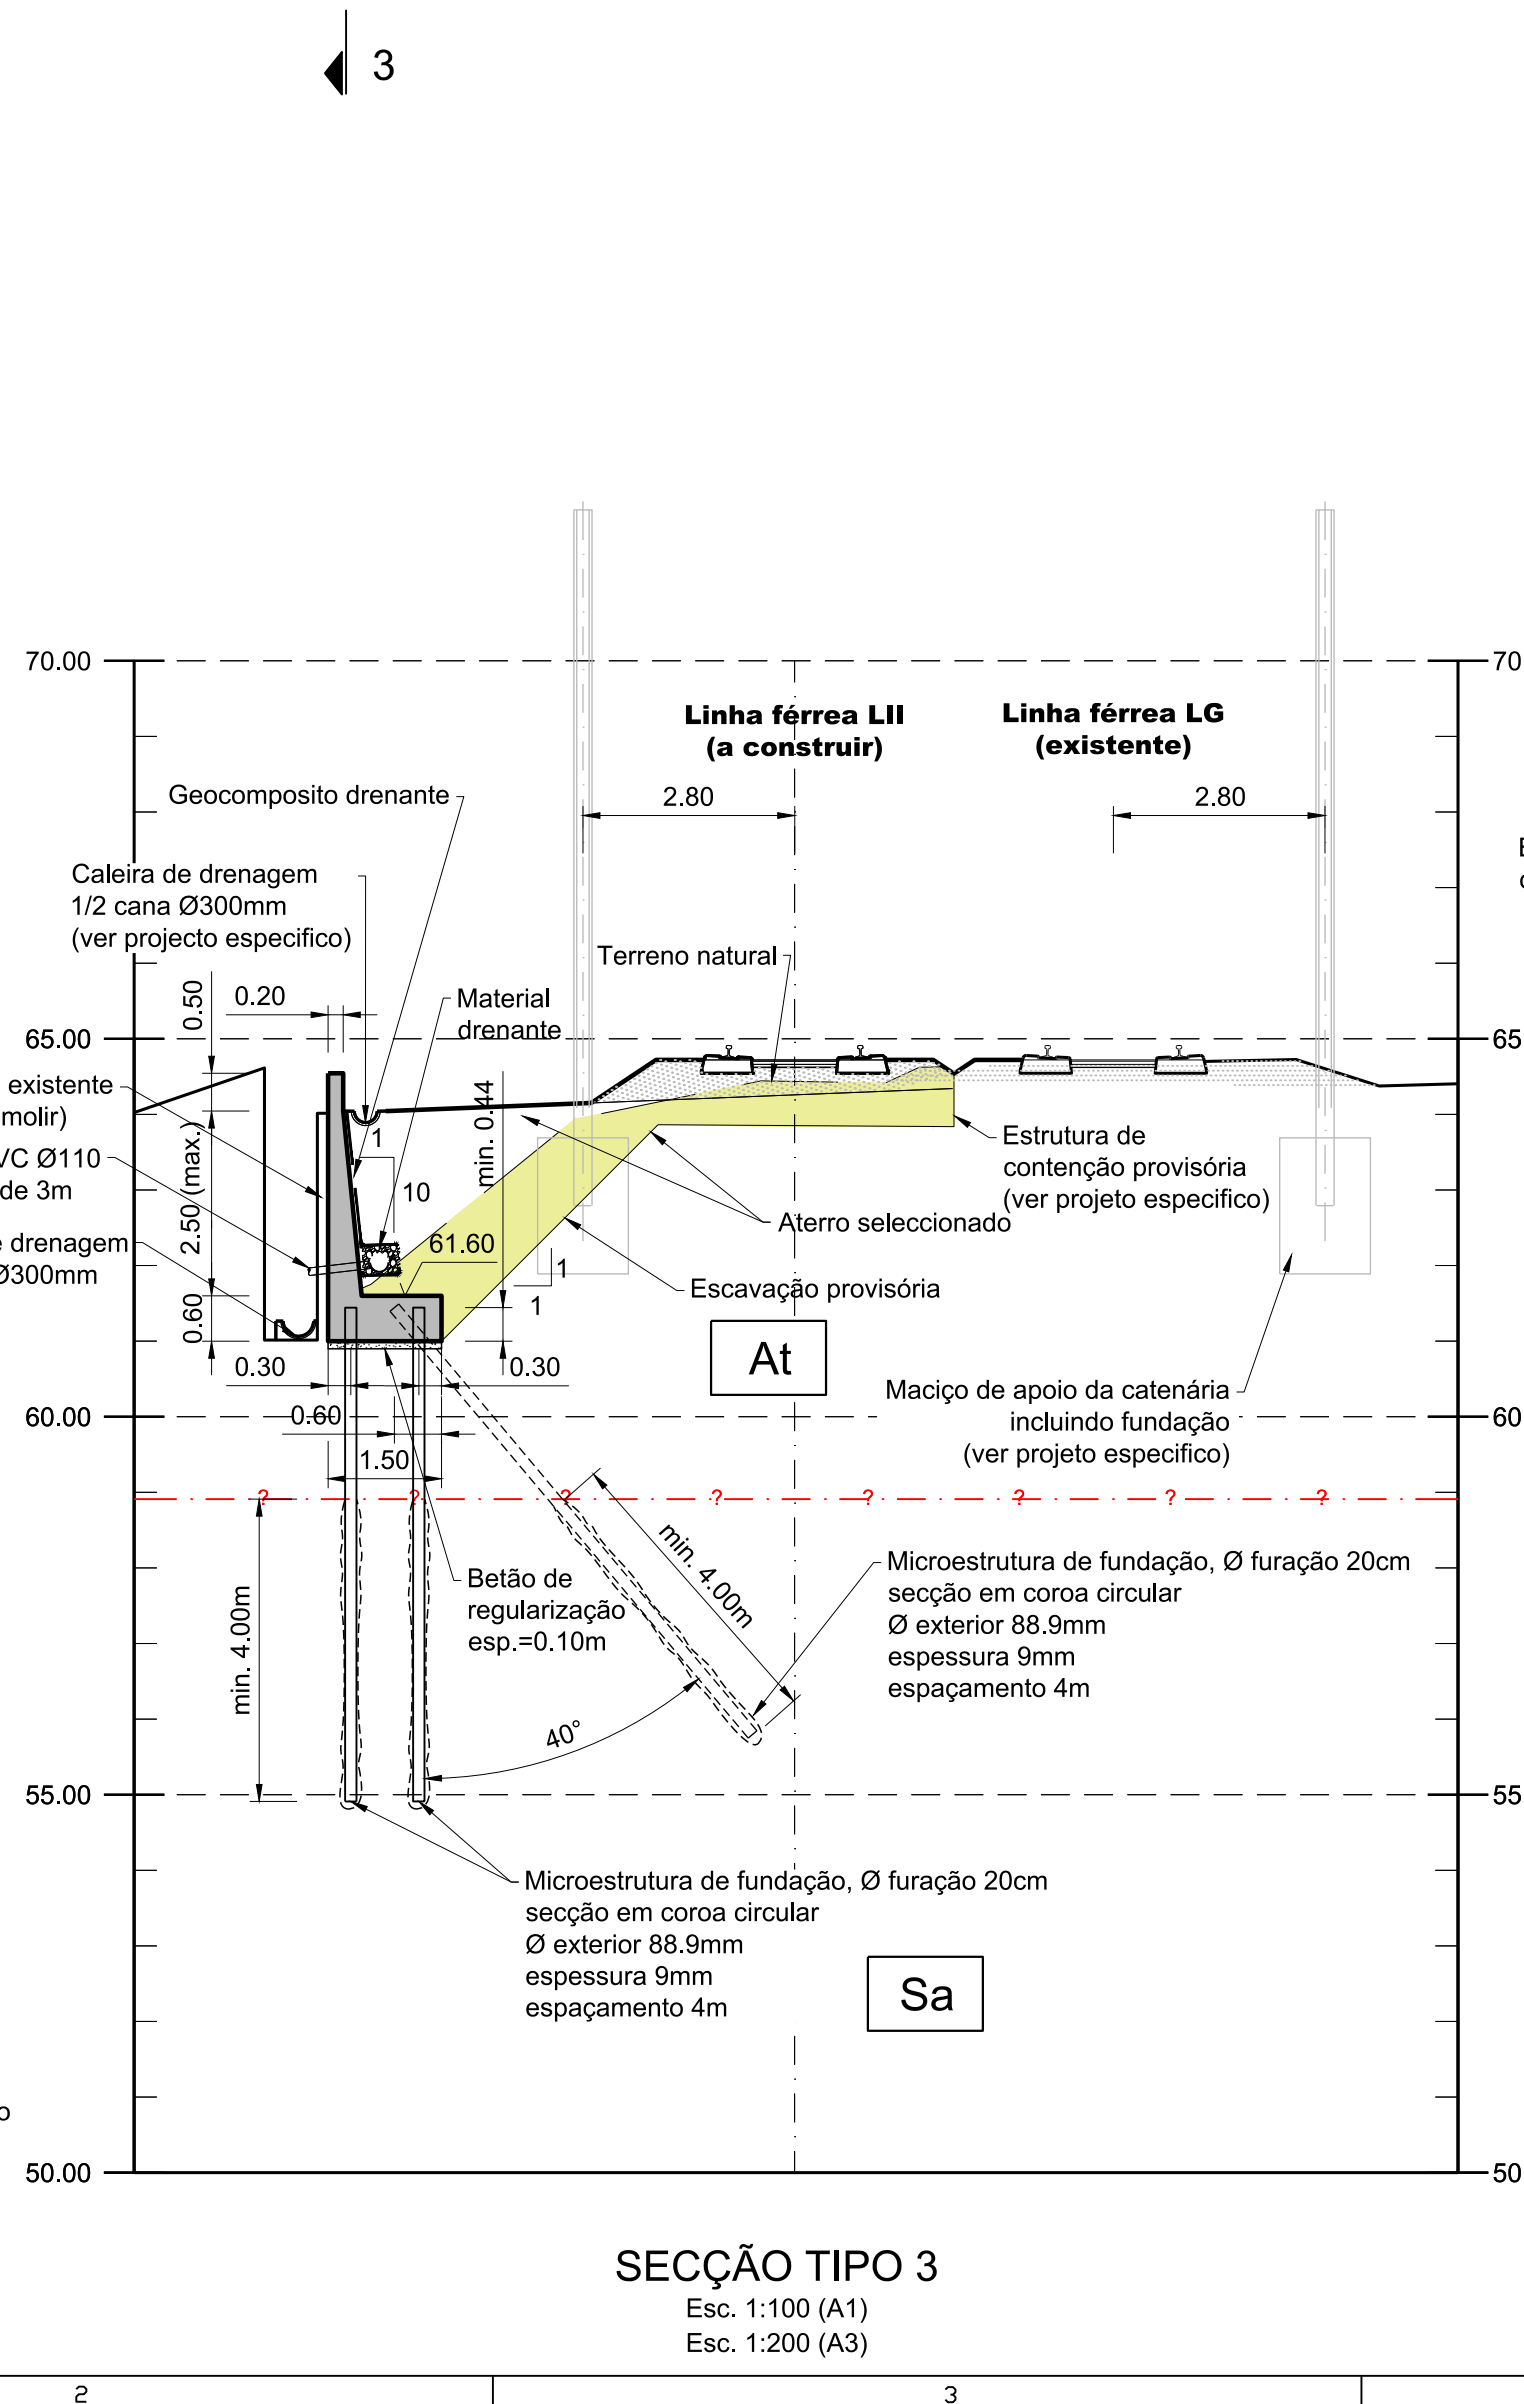 3
70.00
70
Linha férrea LII
(a construir)
Linha férrea LG
(existente)
2.80
2.80
Geocomposito drenante
Caleira de drenagem
1/2 cana Ø300mm
(ver projecto especifico)
Terreno natural
0.50
0.20
Material
drenante
65.00
65
existente
molir)
VC Ø110
de 3m
drenagem
Ø300mm
2.50 (max.)
0.60
1
10
min. 0.44
61.60
1
1
Estrutura de
contenção provisória
(ver projeto especifico)
Aterro seleccionado
Escavação provisória
At
0.30
0.30
0.60
1.50
60.00
60
Maciço de apoio da catenária
incluindo fundação
(ver projeto especifico)
? ? ? ? ? ? ? ?
min. 4.00m
min. 4.00m
Betão de
regularização
esp.=0.10m
Microestrutura de fundação, Ø furação 20cm
secção em coroa circular
Ø exterior 88.9mm
espessura 9mm
espaçamento 4m
40°
55.00
55
Microestrutura de fundação, Ø furação 20cm
secção em coroa circular
Ø exterior 88.9mm
espessura 9mm
espaçamento 4m
Sa
o
50.00
50
SECÇÃO TIPO 3
Esc. 1:100 (A1)
Esc. 1:200 (A3)
2
3